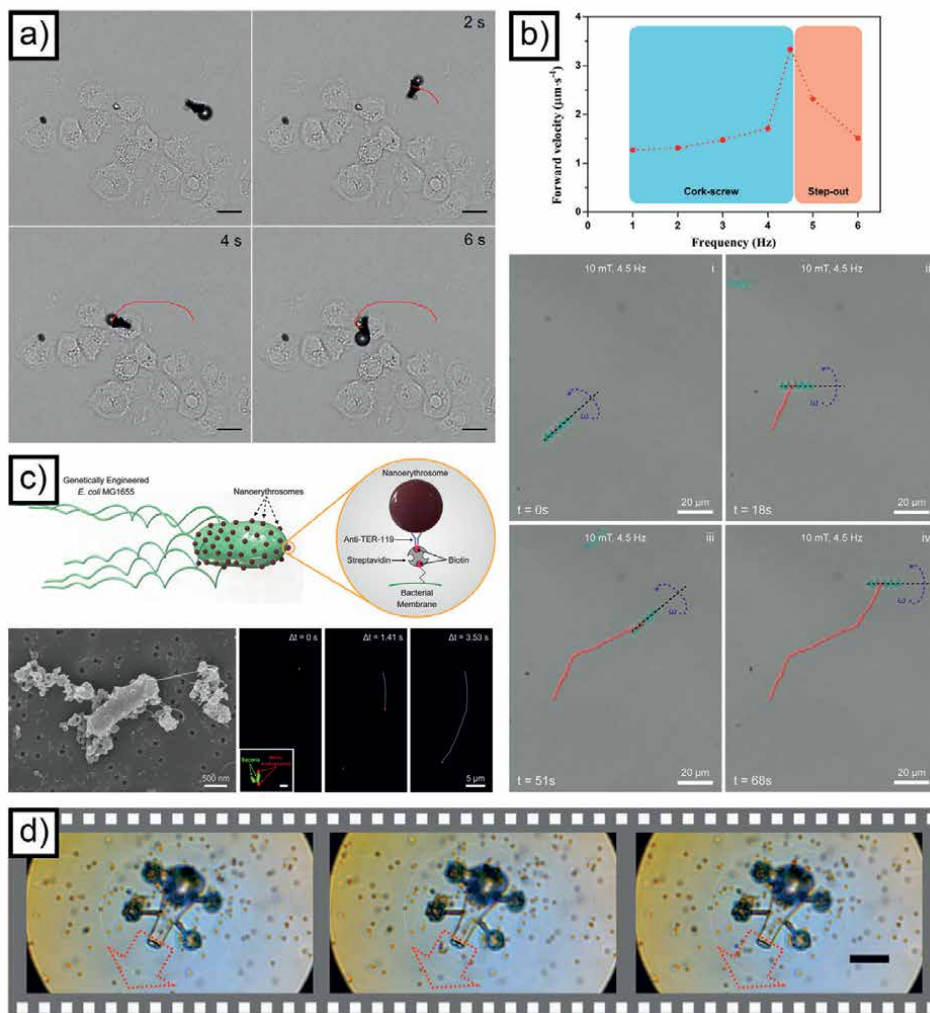 a)
2 s
4 s
6 s
b)
Forward velocity (μm·s⁻¹)
4
3
2
1
0
Cork-screw
Step-out
1
2
3
4
5
6
Frequency (Hz)
10 mT, 4.5 Hz
i
t = 0s
20 μm
10 mT, 4.5 Hz
t = 18s
20 μm
10 mT, 4.5 Hz
iii
t = 51s
20 μm
10 mT, 4.5 Hz
t = 68s
20 μm
c)
Genetically Engineered
E. coli MG1655
Nanoerythrosomes
Nanoerythrosome
Anti-TER-119
Streptavidin
Biotin
Bacterial
Membrane
500 nm
Δt = 0 s
Bacteria
Δt = 1.41 s
Δt = 3.53 s
5 μm
d)